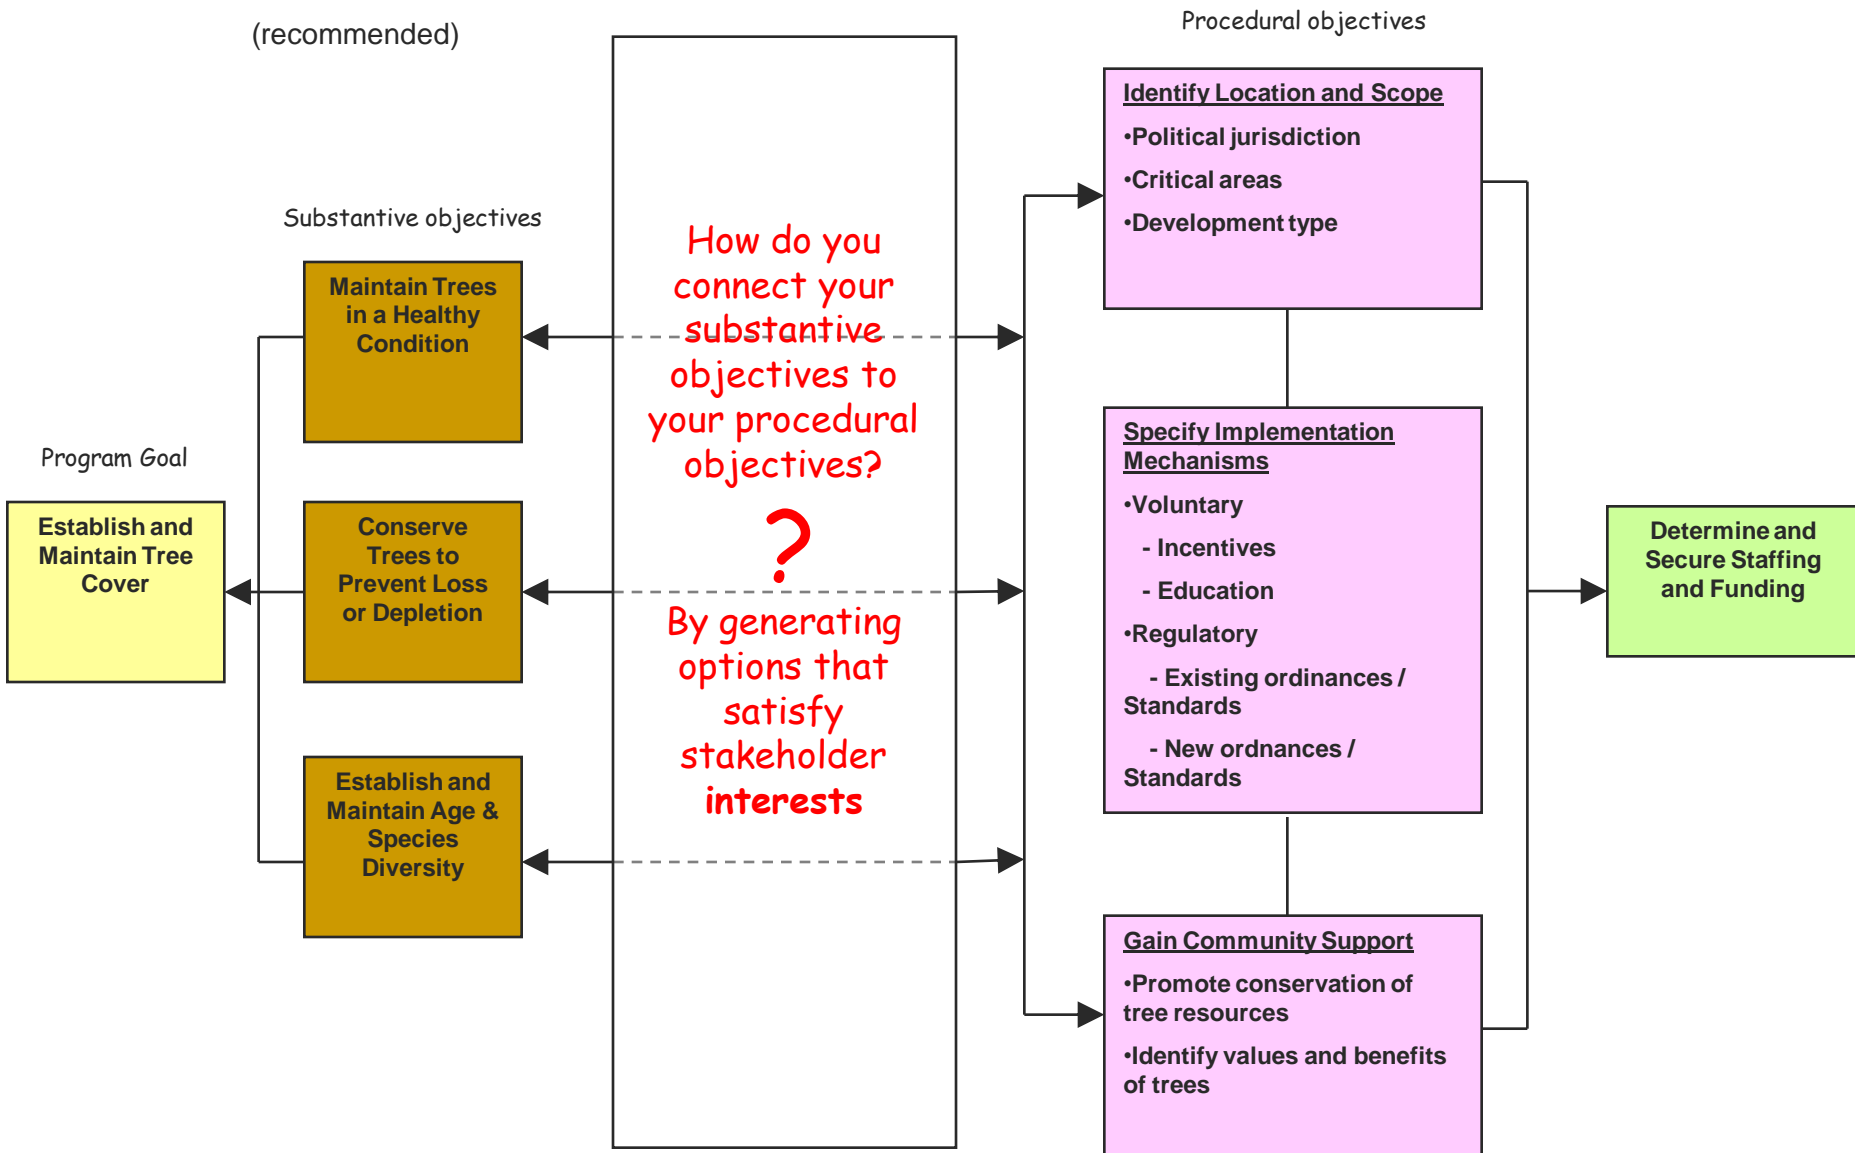 (recommended)
Program Goal
Establish and
Maintain Tree
Cover
Substantive objectives
Maintain Trees
in a Healthy
Condition
Conserve
Trees to
Prevent Loss
or Depletion
Establish and
Maintain Age &
Species
Diversity
How do you
connect your
substantive
objectives to
your procedural
objectives?
?
By generating
options that
satisfy
stakeholder
interests
Procedural objectives
Identify Location and Scope
•Political jurisdiction
•Critical areas
•Development type
Specify Implementation
Mechanisms
•Voluntary
- Incentives
- Education
•Regulatory
- Existing ordinances /
Standards
- New ordnances /
Standards
Gain Community Support
•Promote conservation of
tree resources
•Identify values and benefits
of trees
Determine and
Secure Staffing
and Funding